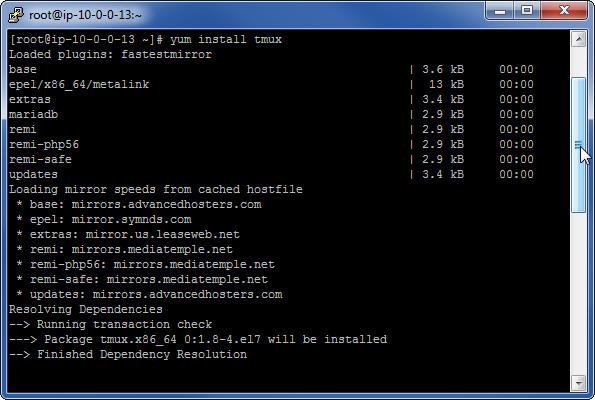 root@ip-10-0-0-13:~
[root@ip-10-0-0-13 ~]# yum install tmux
Loaded plugins: fastestmirror
base | 3.6 kB 00:00
epel/x86_64/metalink | 13 kB 00:00
extras | 3.4 kB 00:00
mariadb | 2.9 kB 00:00
remi | 2.9 kB 00:00
remi-php56 | 2.9 kB 00:00
remi-safe | 2.9 kB 00:00
updates | 3.4 kB 00:00
Loading mirror speeds from cached hostfile
* base: mirrors.advancedhosters.com
* epel: mirror.symnds.com
* extras: mirror.us.leaseweb.net
* remi: mirrors.mediatemple.net
* remi-php56: mirrors.mediatemple.net
* remi-safe: mirrors.mediatemple.net
* updates: mirrors.advancedhosters.com
Resolving Dependencies
--> Running transaction check
---> Package tmux.x86_64 0:1.8-4.el7 will be installed
--> Finished Dependency Resolution